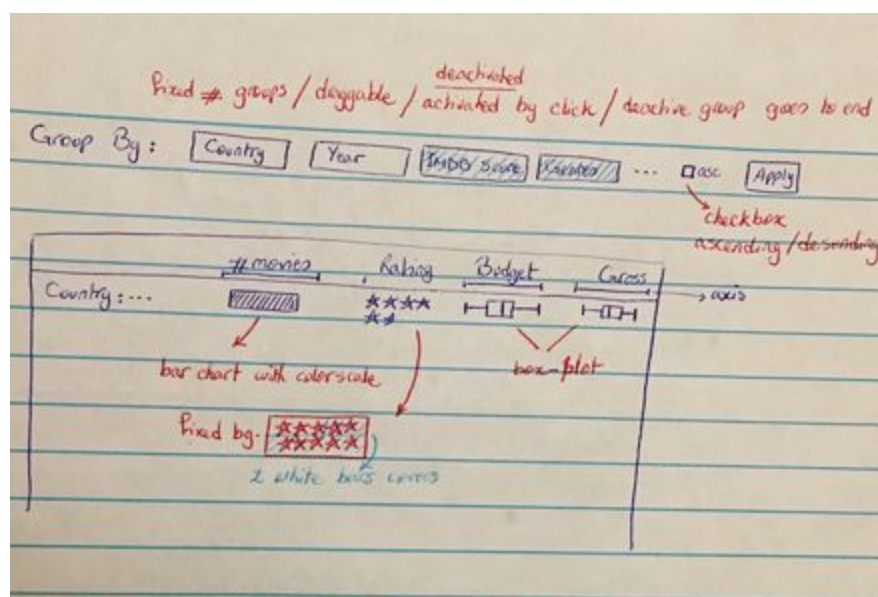 fixed #. groups / daggable / deactivated activated by click / deactive group goes to end
Group By: Country Year IMDB Score ... asc Apply
checkbox
ascending/desending
#movies Rating Budget Gross
Country:... axis
bar chart with colorscale
box-plot
fixed bg.
2 white bars covers